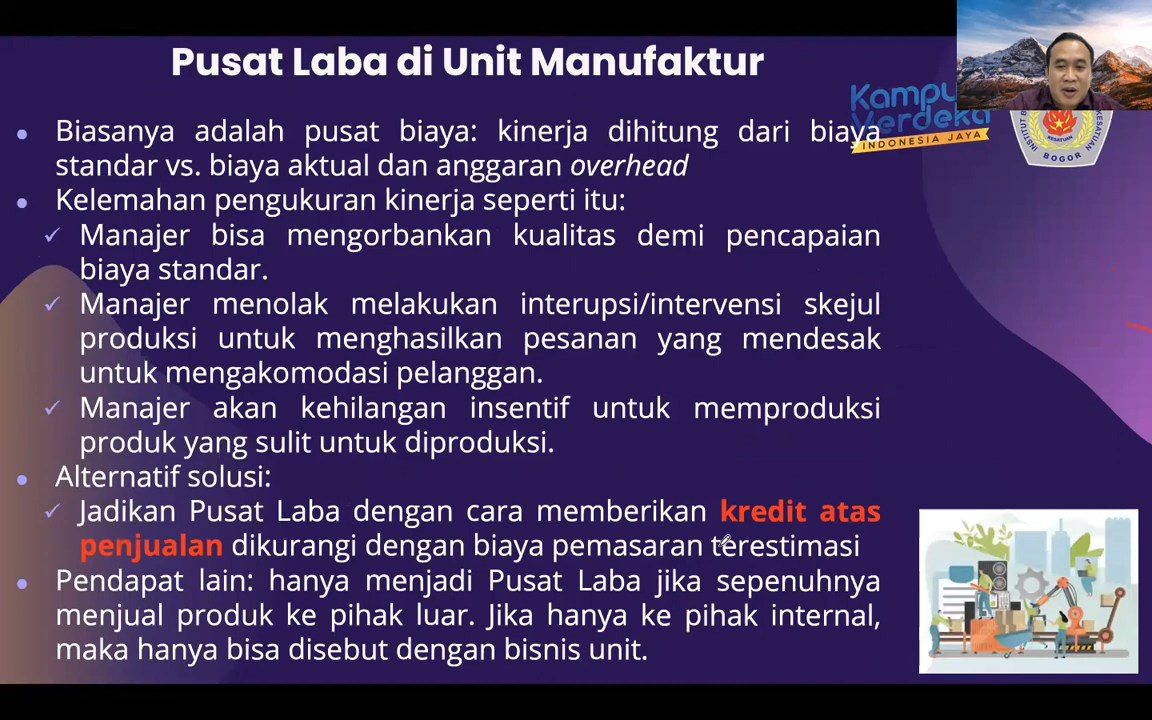 Pusat Laba di Unit Manufaktur
Kampu
Merdeka
INDONESIA JAYA
INSTITUT B
KESATUAN
KESATUAN
BOGOR
• Biasanya adalah pusat biaya: kinerja dihitung dari biaya
standar vs. biaya aktual dan anggaran overhead
• Kelemahan pengukuran kinerja seperti itu:
✓ Manajer bisa mengorbankan kualitas demi pencapaian
biaya standar.
✓ Manajer menolak melakukan interupsi/intervensi skejul
produksi untuk menghasilkan pesanan yang mendesak
untuk mengakomodasi pelanggan.
✓ Manajer akan kehilangan insentif untuk memproduksi
produk yang sulit untuk diproduksi.
• Alternatif solusi:
✓ Jadikan Pusat Laba dengan cara memberikan kredit atas
penjualan dikurangi dengan biaya pemasaran terestimasi
• Pendapat lain: hanya menjadi Pusat Laba jika sepenuhnya
menjual produk ke pihak luar. Jika hanya ke pihak internal,
maka hanya bisa disebut dengan bisnis unit.